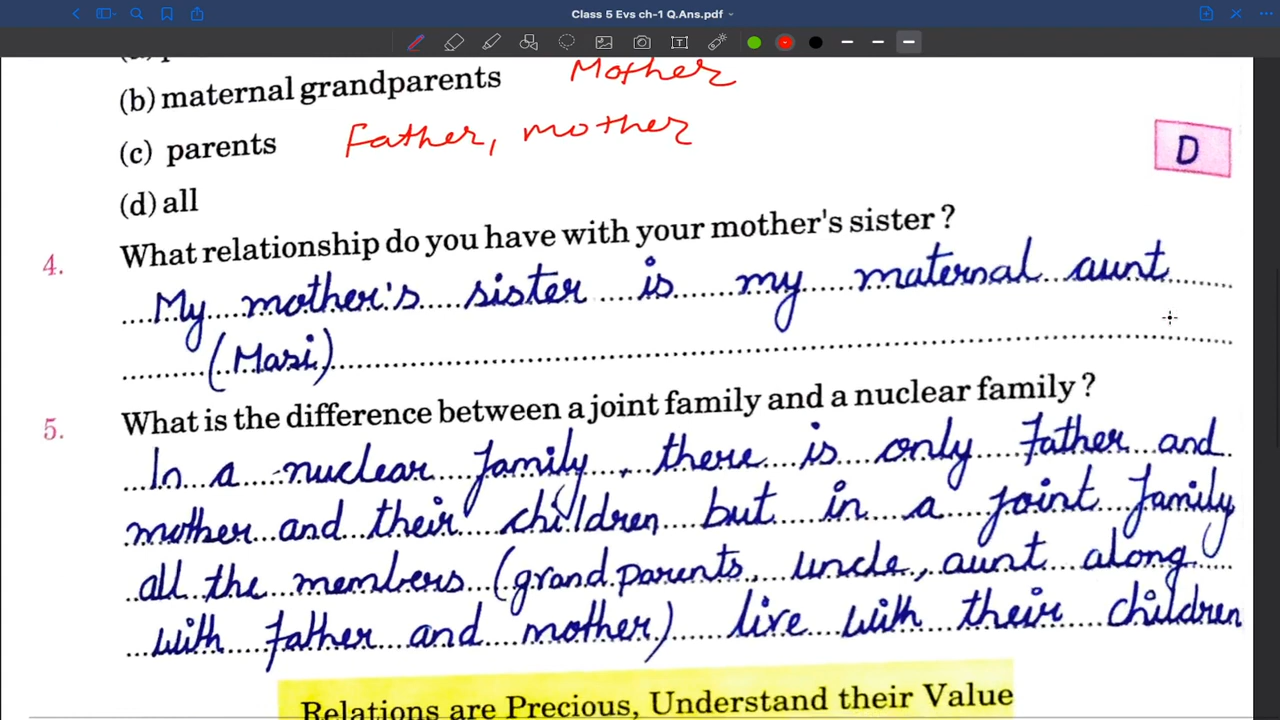 Class 5 Evs ch-1 Q.Ans.pdf
(b) maternal grandparents Mother
(c) parents Father, mother
D
(d) all
4. What relationship do you have with your mother's sister ?
My mother's sister is my maternal aunt
(Masi)
5. What is the difference between a joint family and a nuclear family ?
In a nuclear family, there is only Father and
mother and their children but in a joint family
all the members (grand parents, uncle, aunt along
with father and mother) live with their children
Relations are Precious, Understand their Value